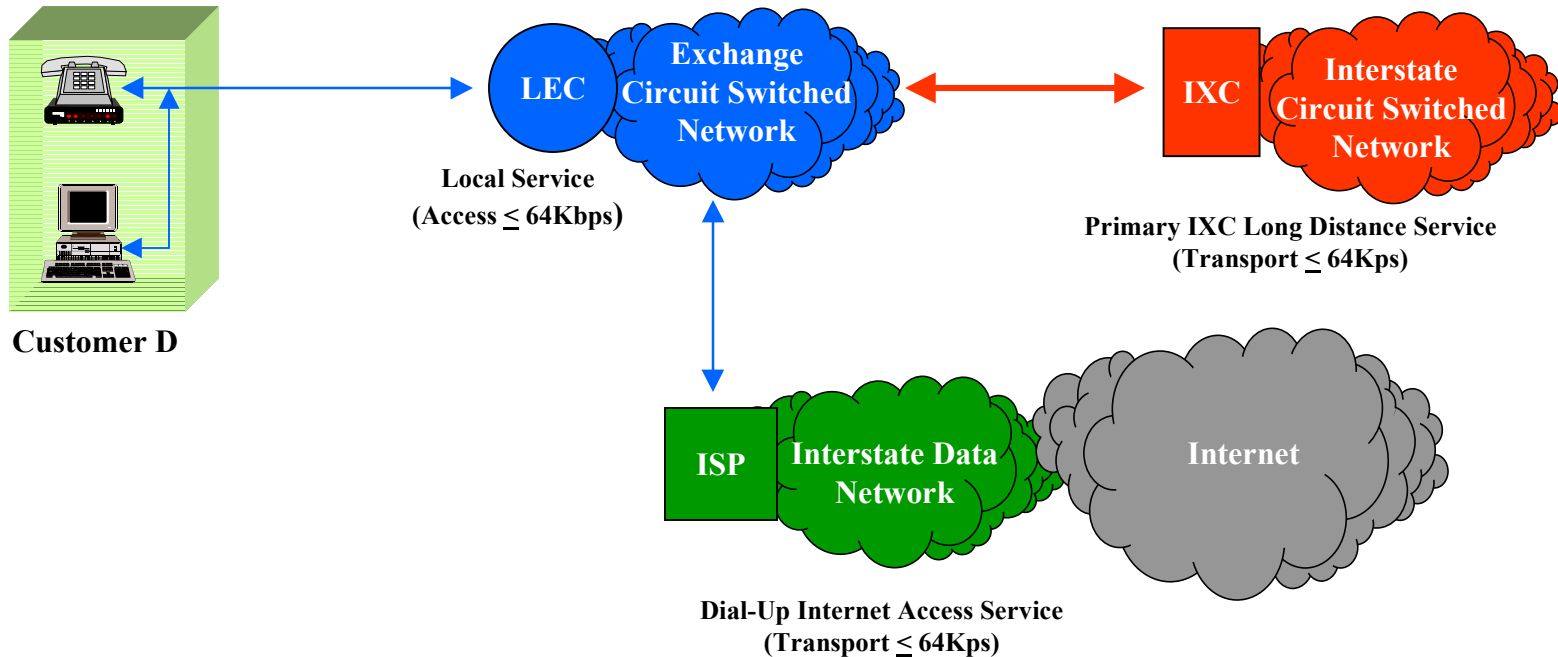 LEC
Exchange
Circuit Switched
Network
IXC
Interstate
Circuit Switched
Network
Local Service
(Access ≤ 64Kbps)
Primary IXC Long Distance Service
(Transport ≤ 64Kps)
Customer D
ISP
Interstate Data
Network
Internet
Dial-Up Internet Access Service
(Transport ≤ 64Kps)